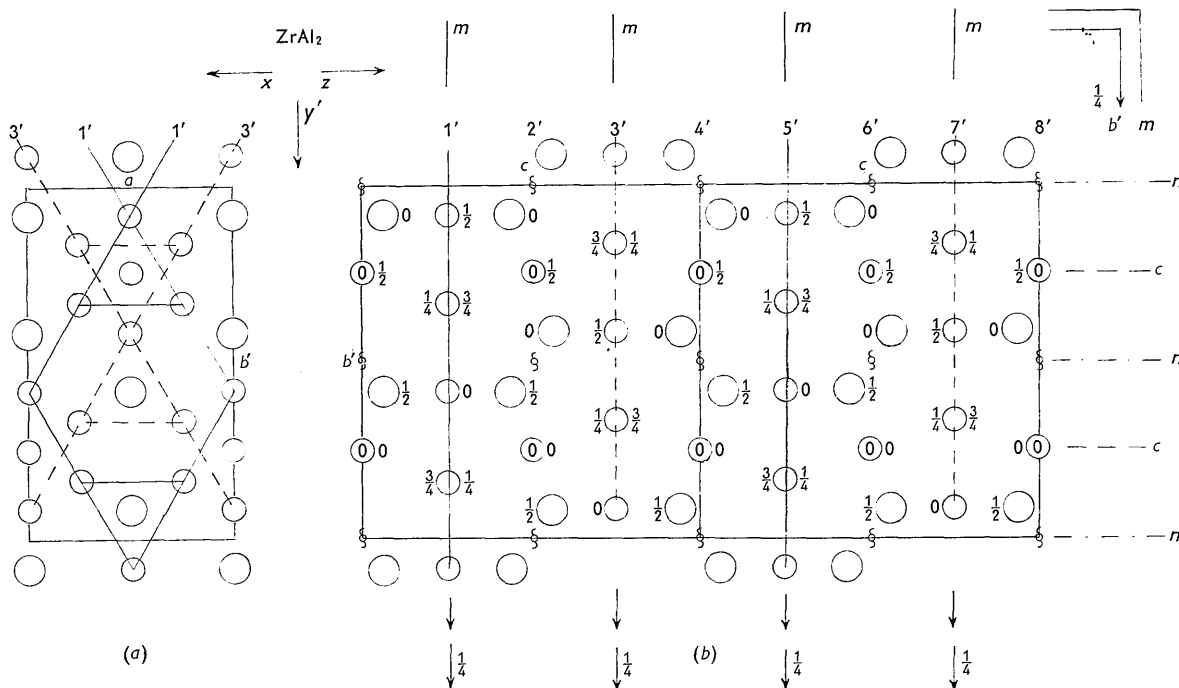 ZrAl₂
m m m m
x z
y'
¼
b' m
3' 1' 1' 3'
1' 2' 3' 4' 5' 6' 7' 8'
a
c c
n
0 ½ 0 0 ½ 0
¾ ¼ ¾ ¼
0 ½ 0 ½ 0 ½ 0 ½ ½ 0
c
¼ ¾ ¼ ¾
0 ½ 0 0 ½ 0
b' b'
n
½ 0 ½ ½ 0 ½
¼ ¾ ¼ ¾
0 0 0 0 0 0 0 0 0 0
c
¾ ¼ ¾ ¼
½ 0 ½ ½ 0 ½
n
(a) (b)
¼ ¼ ¼ ¼